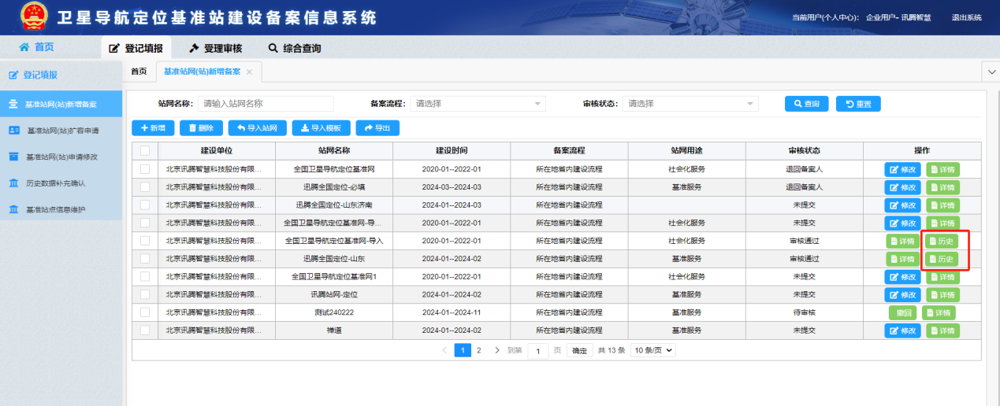 卫星导航定位基准站建设备案信息系统
当前用户(个人中心): 企业用户- 讯腾智慧 退出系统
首页 登记填报 受理审核 综合查询
登记填报
基准站网(站)新增备案
基准站网(站)扩容申请
基准站网(站)申请修改
历史数据补充确认
基准站点信息维护
首页 基准站网(站)新增备案 ×
站网名称: 请输入站网名称 备案流程: 请选择 审核状态: 请选择 查询 重置
新增 删除 导入站网 导入模板 导出
建设单位 站网名称 建设时间 备案流程 站网用途 审核状态 操作
北京讯腾智慧科技股份有限... 全国卫星导航定位基准网 2020-01--2022-01 所在地省内建设流程 社会化服务 退回备案人 修改 详情
北京讯腾智慧科技股份有限... 迅腾全国定位-必填 2024-03--2024-03 所在地省内建设流程 基准服务 退回备案人 修改 详情
北京讯腾智慧科技股份有限... 迅腾全国定位-山东济南 2024-01--2024-03 所在地省内建设流程 未提交 修改 详情
北京讯腾智慧科技股份有限... 全国卫星导航定位基准网-导... 2020-01--2022-01 所在地省内建设流程 社会化服务 未提交 修改 详情
北京讯腾智慧科技股份有限... 全国卫星导航定位基准网-导入 2020-01--2022-01 所在地省内建设流程 社会化服务 审核通过 详情 历史
北京讯腾智慧科技股份有限... 迅腾全国定位-山东 2024-01--2024-02 所在地省内建设流程 基准服务 审核通过 详情 历史
北京讯腾智慧科技股份有限... 全国卫星导航定位基准网1 2020-01--2022-01 所在地省内建设流程 社会化服务 未提交 修改 详情
北京讯腾智慧科技股份有限... 讯腾站网-定位 2024-01--2024-02 所在地省内建设流程 基准服务 未提交 修改 详情
北京讯腾智慧科技股份有限... 测试240222 2024-01--2024-11 所在地省内建设流程 基准服务 待审核 撤回 详情
北京讯腾智慧科技股份有限... 禅道 2024-01--2024-02 所在地省内建设流程 基准服务 未提交 修改 详情
1 2 到第 1 页 确定 共 13 条 10 条/页